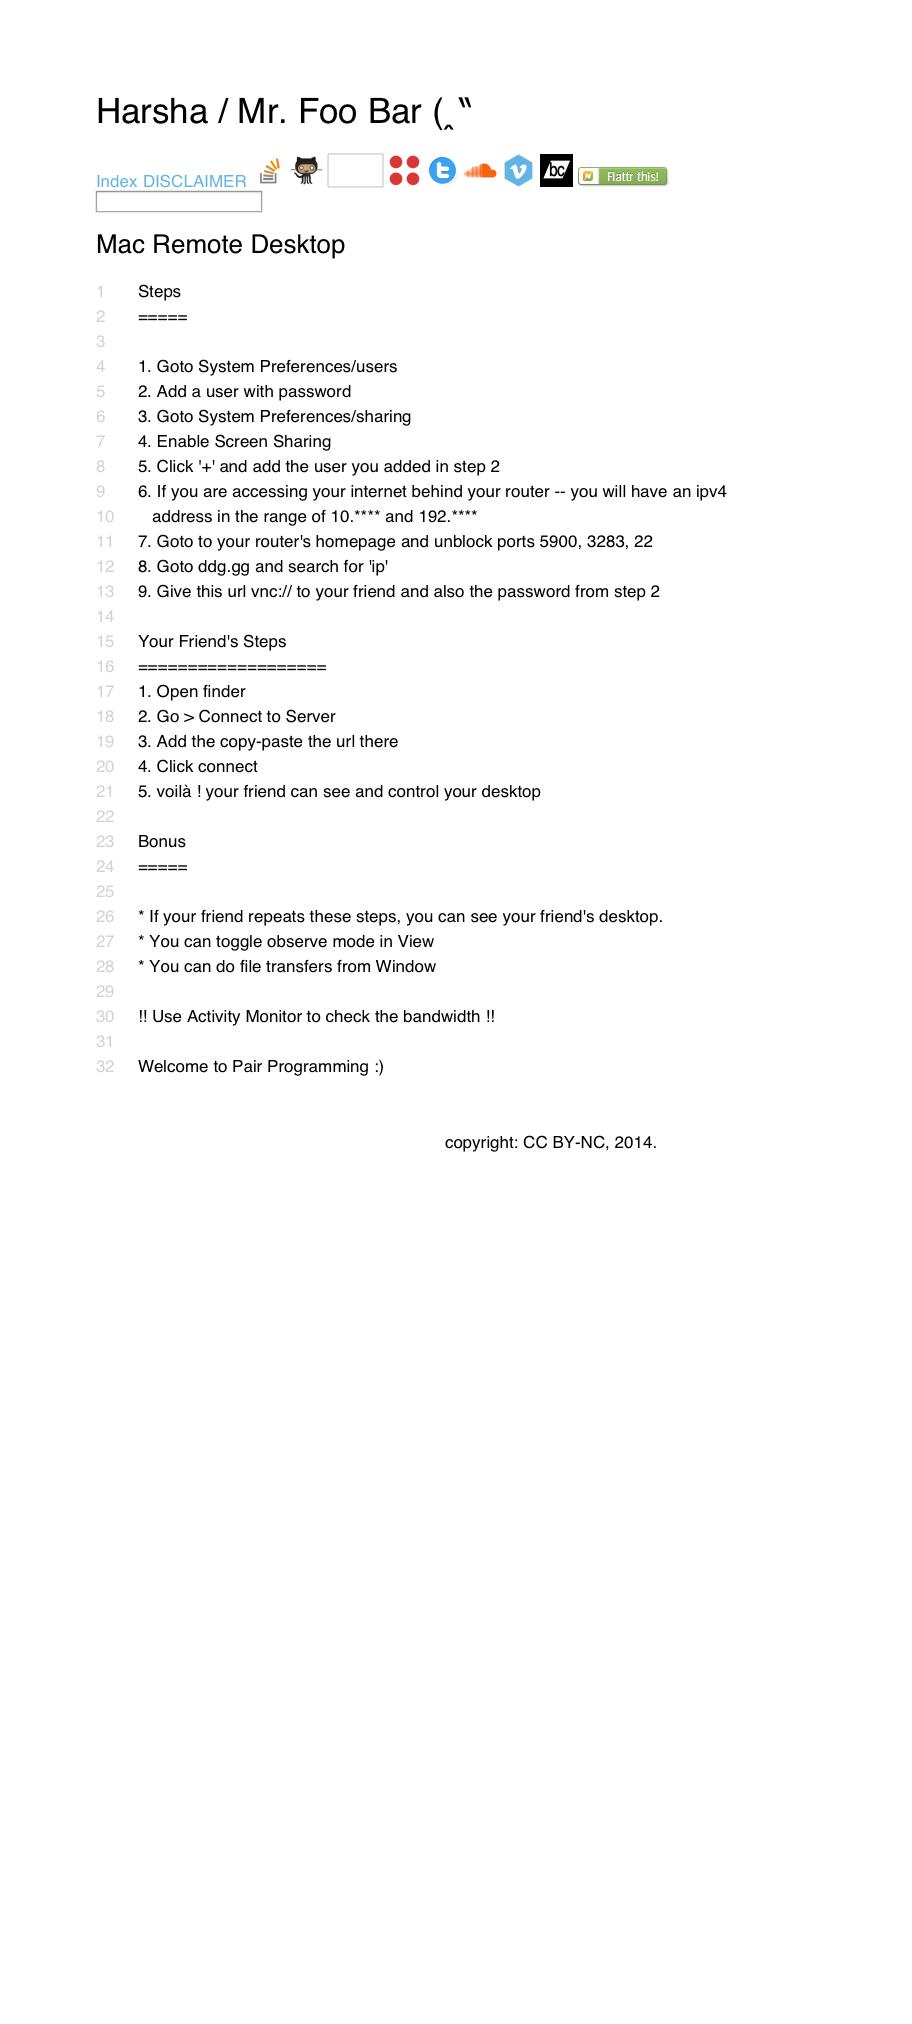 Harsha / Mr. Foo Bar (‸‶
Index DISCLAIMER bc Flattr this!
Mac Remote Desktop
1 Steps
2 =====
3
4 1. Goto System Preferences/users
5 2. Add a user with password
6 3. Goto System Preferences/sharing
7 4. Enable Screen Sharing
8 5. Click '+' and add the user you added in step 2
9 6. If you are accessing your internet behind your router -- you will have an ipv4
10 address in the range of 10.**** and 192.****
11 7. Goto to your router's homepage and unblock ports 5900, 3283, 22
12 8. Goto ddg.gg and search for 'ip'
13 9. Give this url vnc:// to your friend and also the password from step 2
14
15 Your Friend's Steps
16 ===================
17 1. Open finder
18 2. Go > Connect to Server
19 3. Add the copy-paste the url there
20 4. Click connect
21 5. voilà ! your friend can see and control your desktop
22
23 Bonus
24 =====
25
26 * If your friend repeats these steps, you can see your friend's desktop.
27 * You can toggle observe mode in View
28 * You can do file transfers from Window
29
30 !! Use Activity Monitor to check the bandwidth !!
31
32 Welcome to Pair Programming :)
copyright: CC BY-NC, 2014.